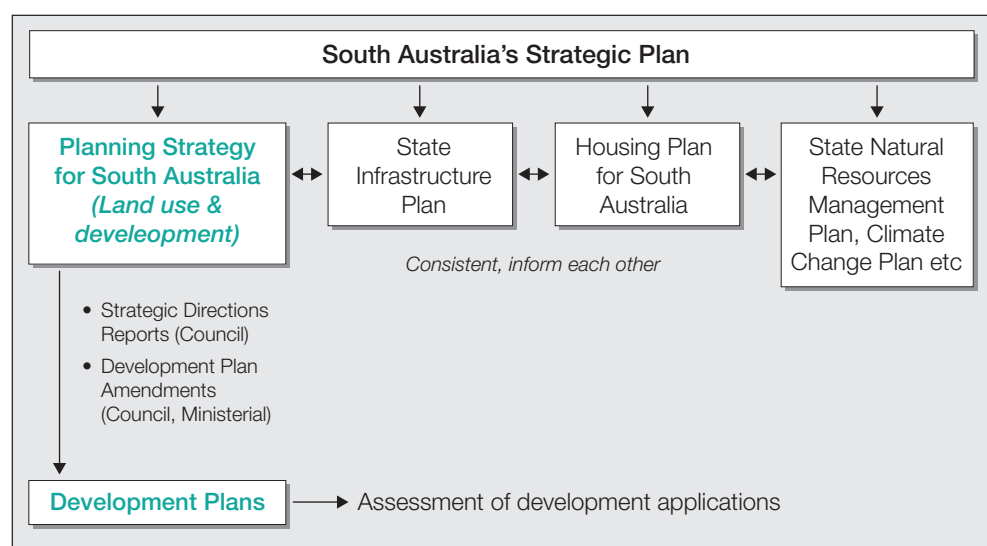 South Australia's Strategic Plan
Planning Strategy
for South Australia
(Land use &
develeopment)
State
Infrastructure
Plan
Housing Plan
for South
Australia
State Natural
Resources
Management
Plan, Climate
Change Plan etc
Consistent, inform each other
• Strategic Directions
Reports (Council)
• Development Plan
Amendments
(Council, Ministerial)
Development Plans
Assessment of development applications